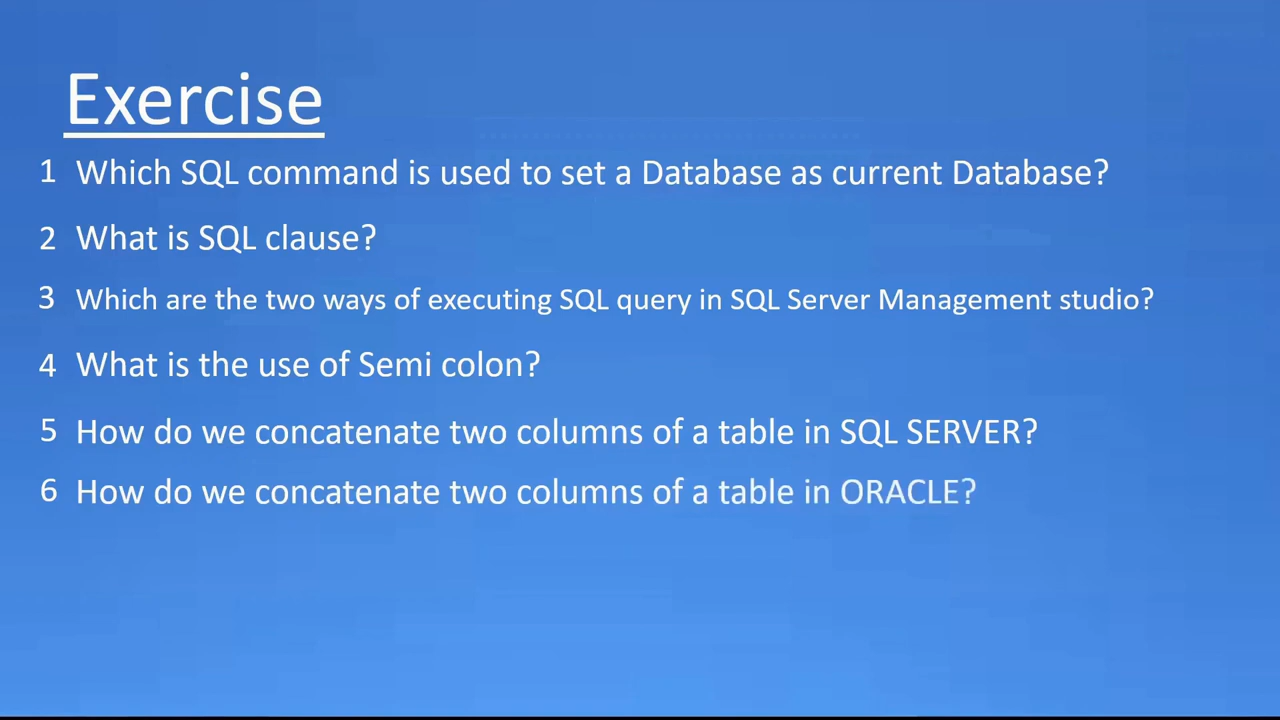 Exercise
1 Which SQL command is used to set a Database as current Database?
2 What is SQL clause?
3 Which are the two ways of executing SQL query in SQL Server Management studio?
4 What is the use of Semi colon?
5 How do we concatenate two columns of a table in SQL SERVER?
6 How do we concatenate two columns of a table in ORACLE?